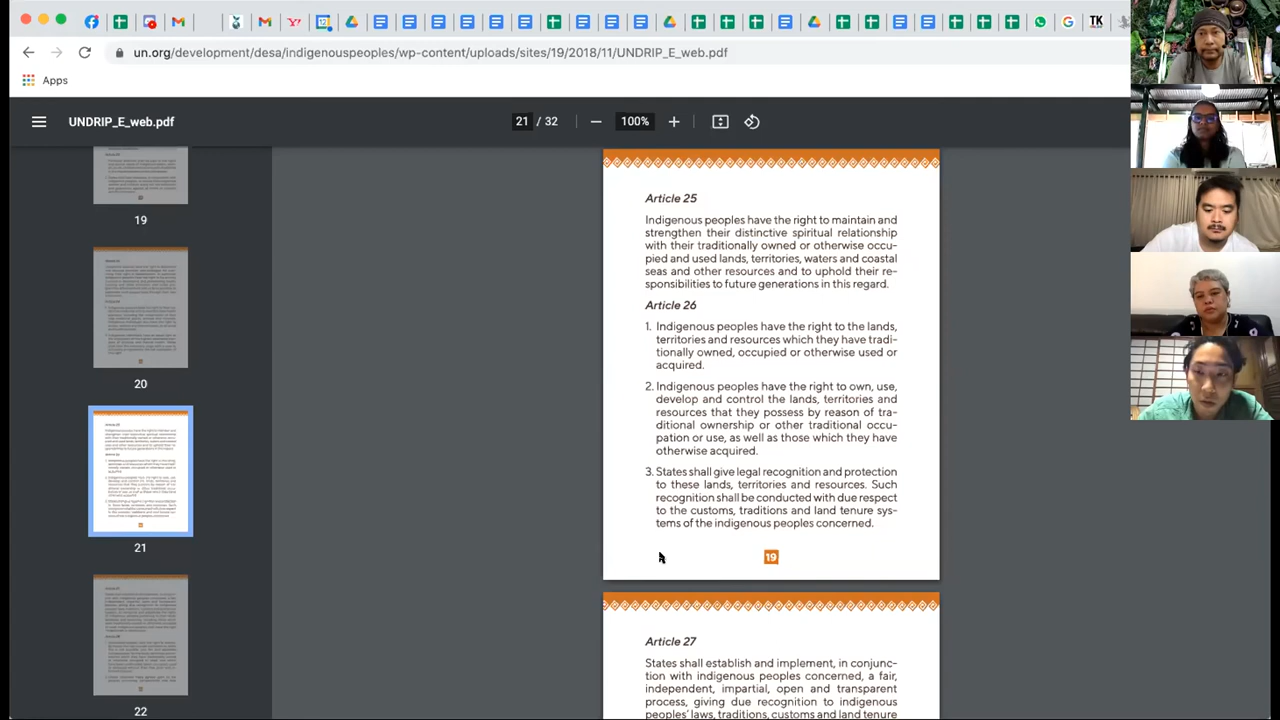 un.org/development/desa/indigenouspeoples/wp-content/uploads/sites/19/2018/11/UNDRIP_E_web.pdf
Apps
UNDRIP_E_web.pdf
21 / 32
100%
19
20
21
22
Article 25
Indigenous peoples have the right to maintain and
strengthen their distinctive spiritual relationship
with their traditionally owned or otherwise occu-
pied and used lands, territories, waters and coastal
seas and other resources and to uphold their re-
sponsibilities to future generations in this regard.
Article 26
1. Indigenous peoples have the right to the lands,
territories and resources which they have tradi-
tionally owned, occupied or otherwise used or
acquired.
2. Indigenous peoples have the right to own, use,
develop and control the lands, territories and
resources that they possess by reason of tra-
ditional ownership or other traditional occu-
pation or use, as well as those which they have
otherwise acquired.
3. States shall give legal recognition and protection
to these lands, territories and resources. Such
recognition shall be conducted with due respect
to the customs, traditions and land tenure sys-
tems of the indigenous peoples concerned.
19
Article 27
States shall establish and implement, in conjunc-
tion with indigenous peoples concerned, a fair,
independent, impartial, open and transparent
process, giving due recognition to indigenous
peoples' laws, traditions, customs and land tenure
TK